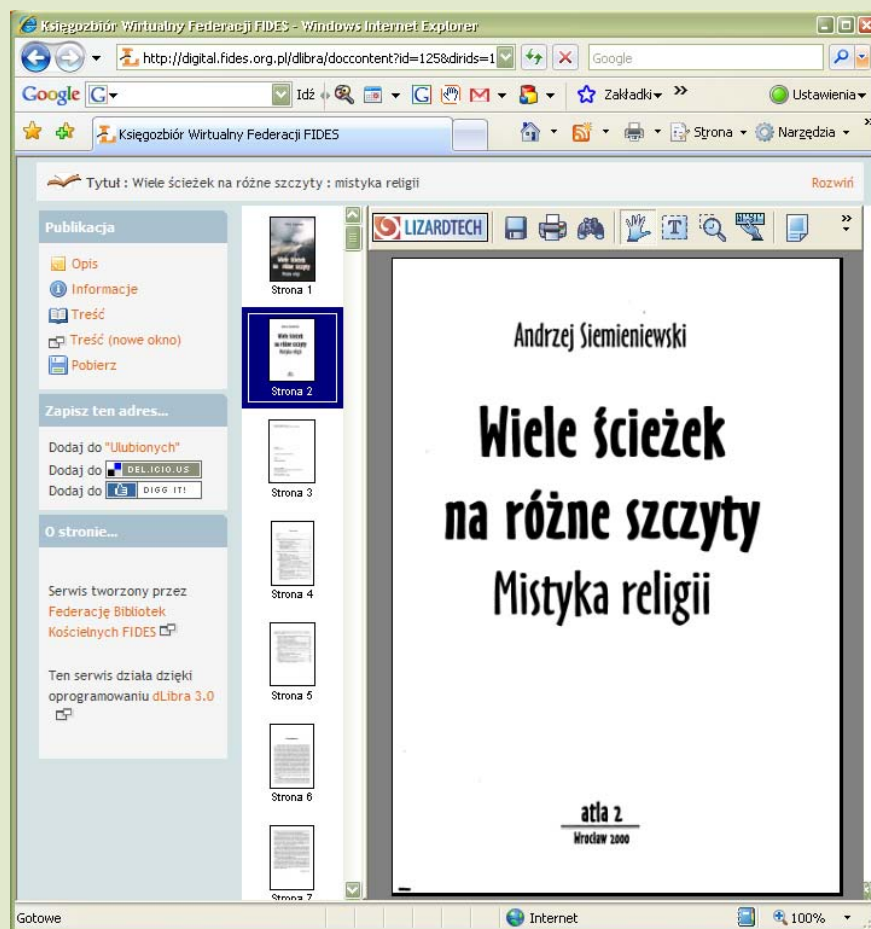 Księgozbiór Wirtualny Federacji FIDES - Windows Internet Explorer
http://digital.fides.org.pl/dlibra/doccontent?id=125&dirids=1
Google
Google
G
Idź
Zakładki
Ustawienia
Księgozbiór Wirtualny Federacji FIDES
Strona
Narzędzia
Tytuł : Wiele ścieżek na różne szczyty : mistyka religii
Rozwiń
Publikacja
Opis
Informacje
Treść
Treść (nowe okno)
Pobierz
Zapisz ten adres...
Dodaj do "Ulubionych"
Dodaj do DEL.ICIO.US
Dodaj do DIGG IT!
O stronie...
Serwis tworzony przez
Federację Bibliotek
Kościelnych FIDES
Ten serwis działa dzięki
oprogramowaniu dLibra 3.0
Strona 1
Strona 2
Strona 3
Strona 4
Strona 5
Strona 6
Strona 7
LIZARDTECH
Andrzej Siemieniewski
Wiele ścieżek
na różne szczyty
Mistyka religii
atla 2
Wrocław 2000
Gotowe
Internet
100%